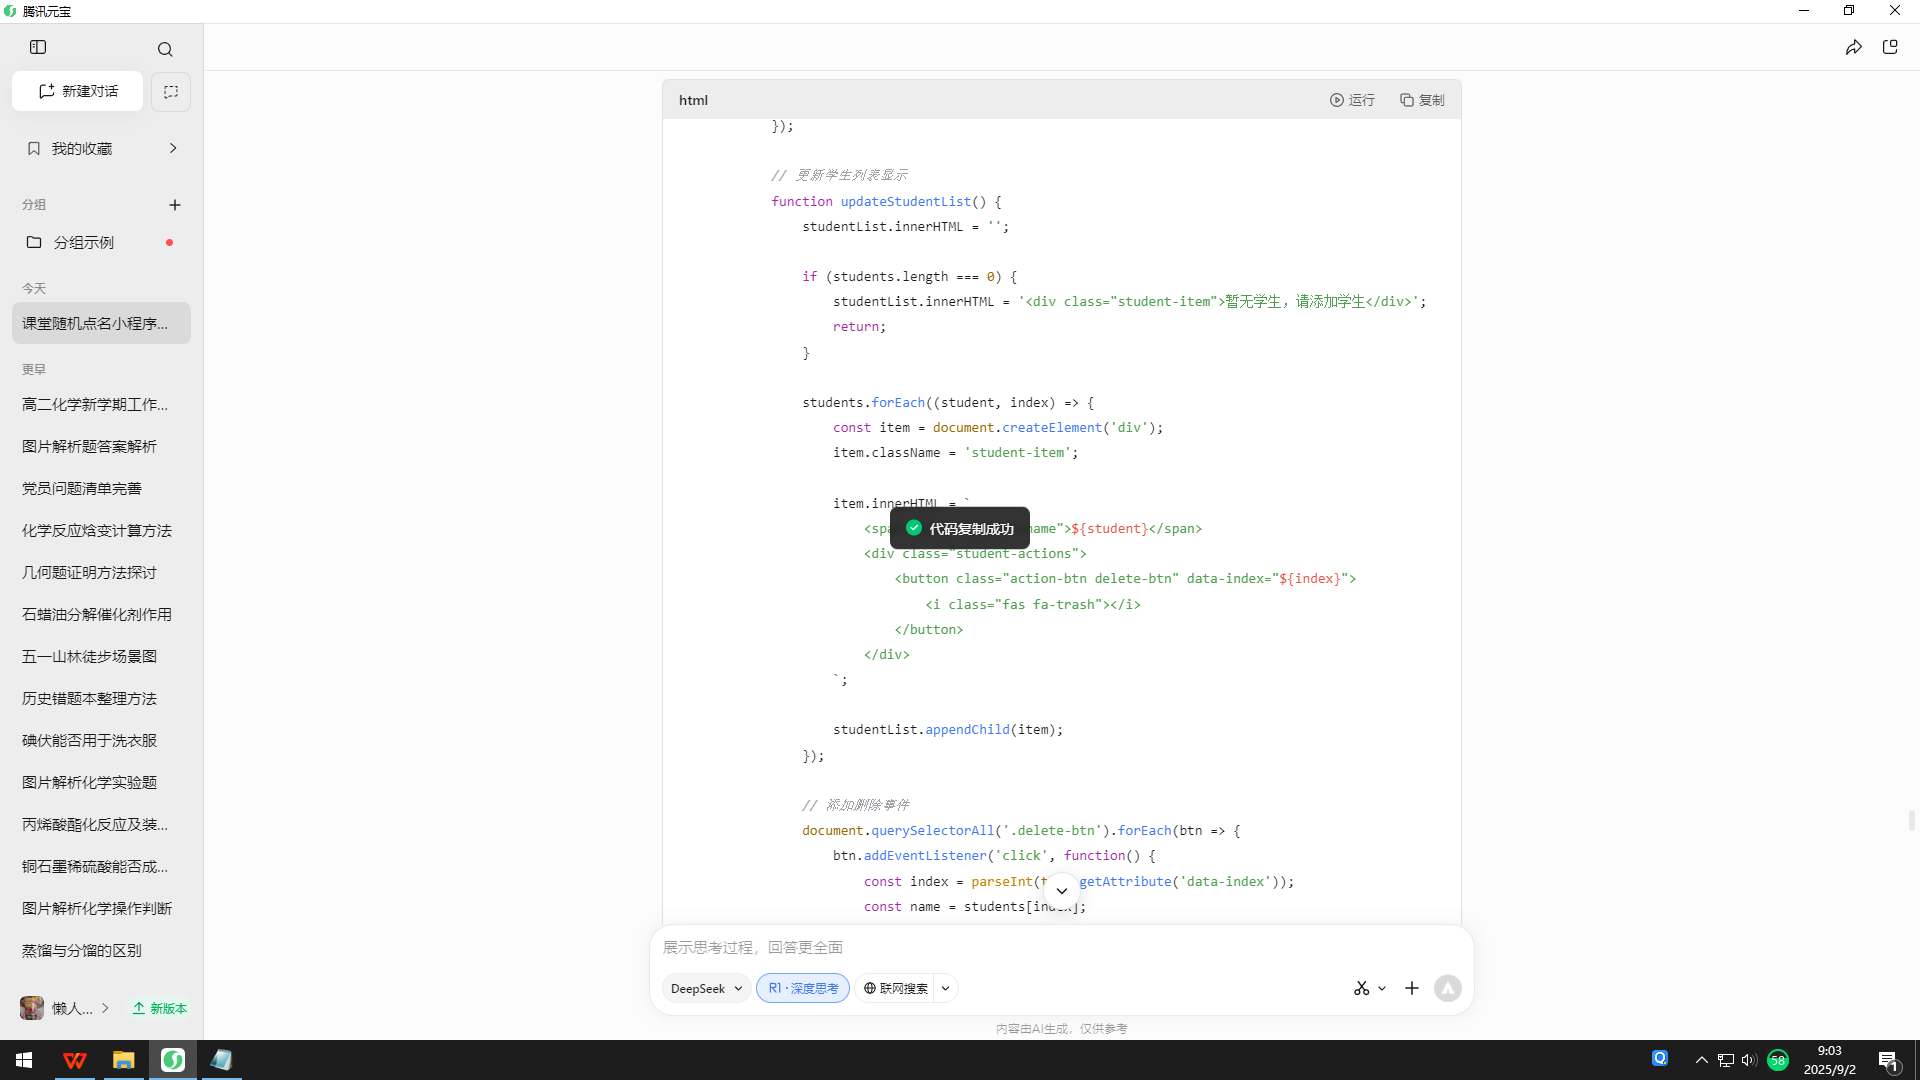 腾讯元宝
新建对话
我的收藏
分组
分组示例
今天
课堂随机点名小程序...
更早
高二化学新学期工作...
图片解析题答案解析
党员问题清单完善
化学反应焓变计算方法
几何题证明方法探讨
石蜡油分解催化剂作用
五一山林徒步场景图
历史错题本整理方法
碘伏能否用于洗衣服
图片解析化学实验题
丙烯酸酯化反应及装...
铜石墨稀硫酸能否成...
图片解析化学操作判断
蒸馏与分馏的区别
懒人...
新版本
html
运行
复制
});
// 更新学生列表显示
function updateStudentList() {
studentList.innerHTML = '';
if (students.length === 0) {
studentList.innerHTML = '<div class="student-item">暂无学生，请添加学生</div>';
return;
}
students.forEach((student, index) => {
const item = document.createElement('div');
item.className = 'student-item';
item.innerHTML = `
<spa
代码复制成功
name">${student}</span>
<div class="student-actions">
<button class="action-btn delete-btn" data-index="${index}">
<i class="fas fa-trash"></i>
</button>
</div>
`;
studentList.appendChild(item);
});
// 添加删除事件
document.querySelectorAll('.delete-btn').forEach(btn => {
btn.addEventListener('click', function() {
const index = parseInt(t
getAttribute('data-index'));
const name = students[index];
展示思考过程，回答更全面
DeepSeek
R1 · 深度思考
联网搜索
内容由AI生成，仅供参考
58
9:03
2025/9/2
1